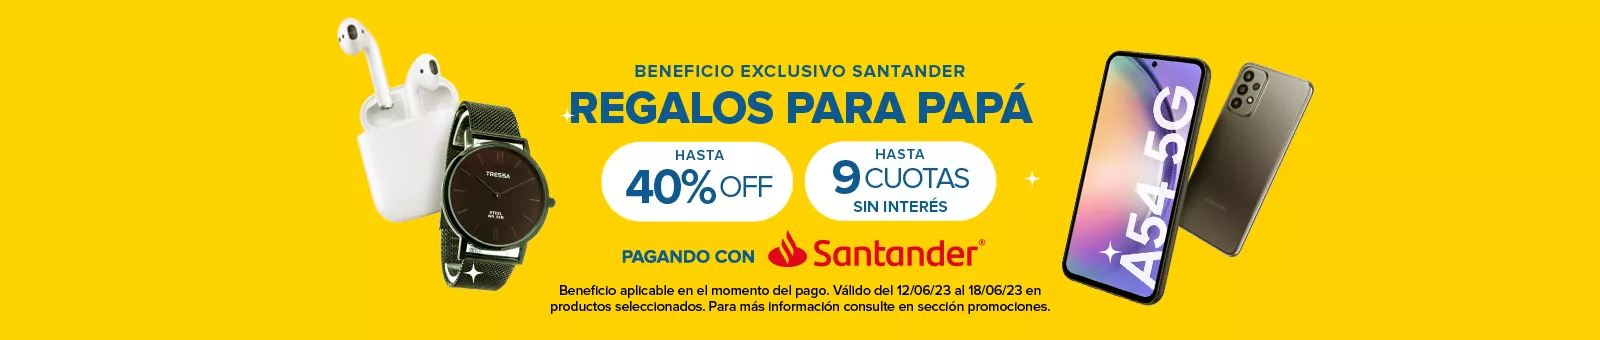 BENEFICIO EXCLUSIVO SANTANDER
REGALOS PARA PAPÁ
HASTA
40% OFF
HASTA
9 CUOTAS
SIN INTERÉS
PAGANDO CON Santander®
Beneficio aplicable en el momento del pago. Válido del 12/06/23 al 18/06/23 en
productos seleccionados. Para más información consulte en sección promociones.
TRESSA
A54 5G